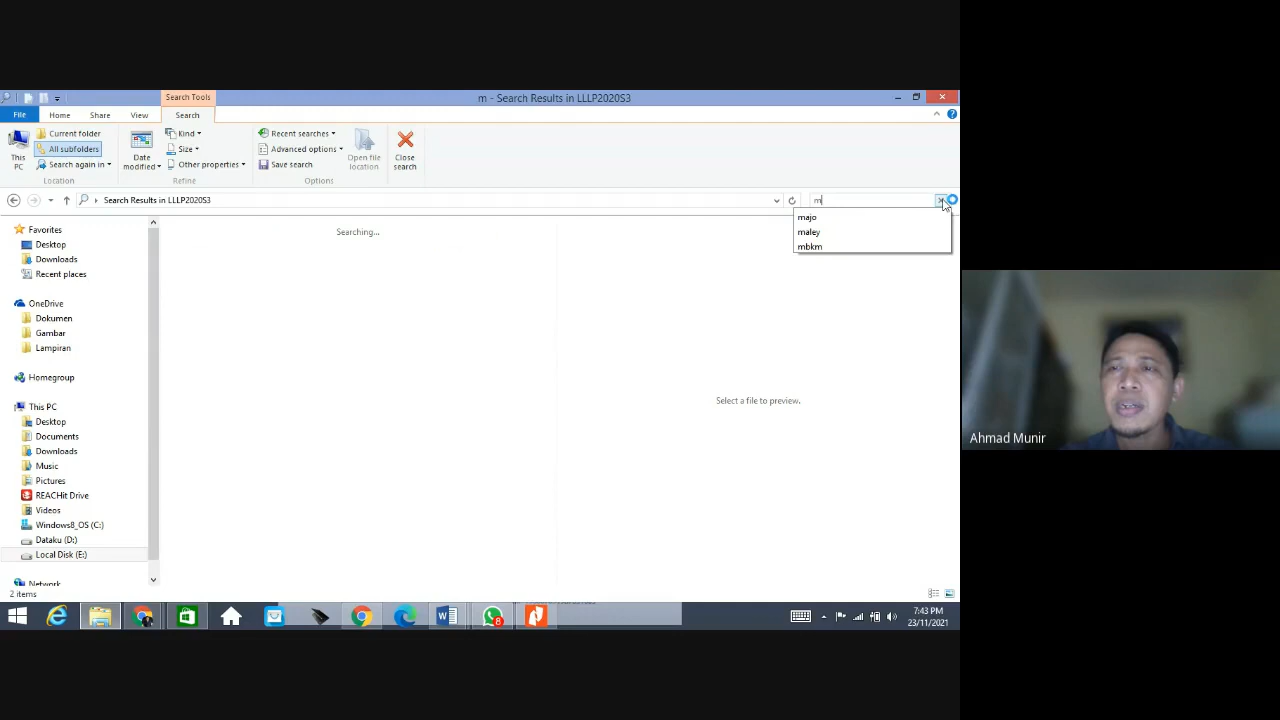 Search Tools
m - Search Results in LLLP2020S3
File
Home
Share
View
Search
This PC
Current folder
All subfolders
Search again in
Location
Date modified
Kind
Size
Other properties
Refine
Recent searches
Advanced options
Save search
Options
Open file location
Close search
Search Results in LLLP2020S3
m
majo
maley
mbkm
Searching...
Select a file to preview.
Favorites
Desktop
Downloads
Recent places
OneDrive
Dokumen
Gambar
Lampiran
Homegroup
This PC
Desktop
Documents
Downloads
Music
Pictures
REACHit Drive
Videos
Windows8_OS (C:)
Dataku (D:)
Local Disk (E:)
Network
2 items
8
7:43 PM
23/11/2021
Ahmad Munir